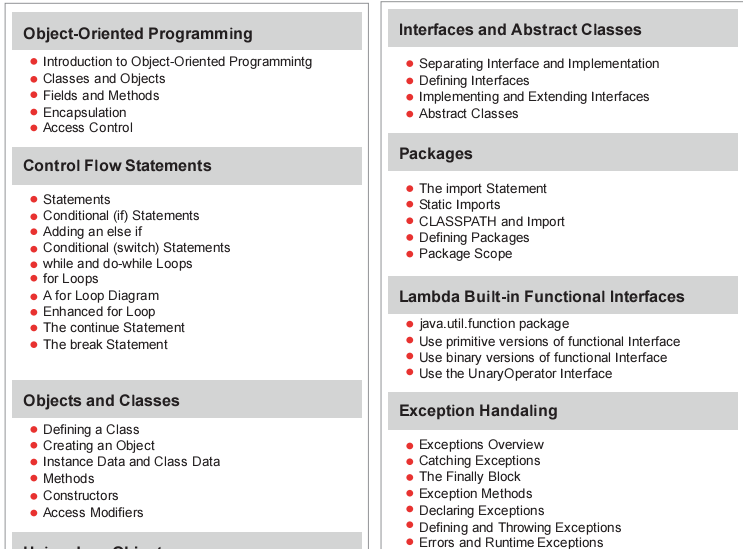 Object-Oriented Programming
Introduction to Object-Oriented Programmintg
Classes and Objects
Fields and Methods
Encapsulation
Access Control
Control Flow Statements
Statements
Conditional (if) Statements
Adding an else if
Conditional (switch) Statements
while and do-while Loops
for Loops
A for Loop Diagram
Enhanced for Loop
The continue Statement
The break Statement
Objects and Classes
Defining a Class
Creating an Object
Instance Data and Class Data
Methods
Constructors
Access Modifiers
Interfaces and Abstract Classes
Separating Interface and Implementation
Defining Interfaces
Implementing and Extending Interfaces
Abstract Classes
Packages
The import Statement
Static Imports
CLASSPATH and Import
Defining Packages
Package Scope
Lambda Built-in Functional Interfaces
java.util.function package
Use primitive versions of functional Interface
Use binary versions of functional Interface
Use the UnaryOperator Interface
Exception Handaling
Exceptions Overview
Catching Exceptions
The Finally Block
Exception Methods
Declaring Exceptions
Defining and Throwing Exceptions
Errors and Runtime Exceptions